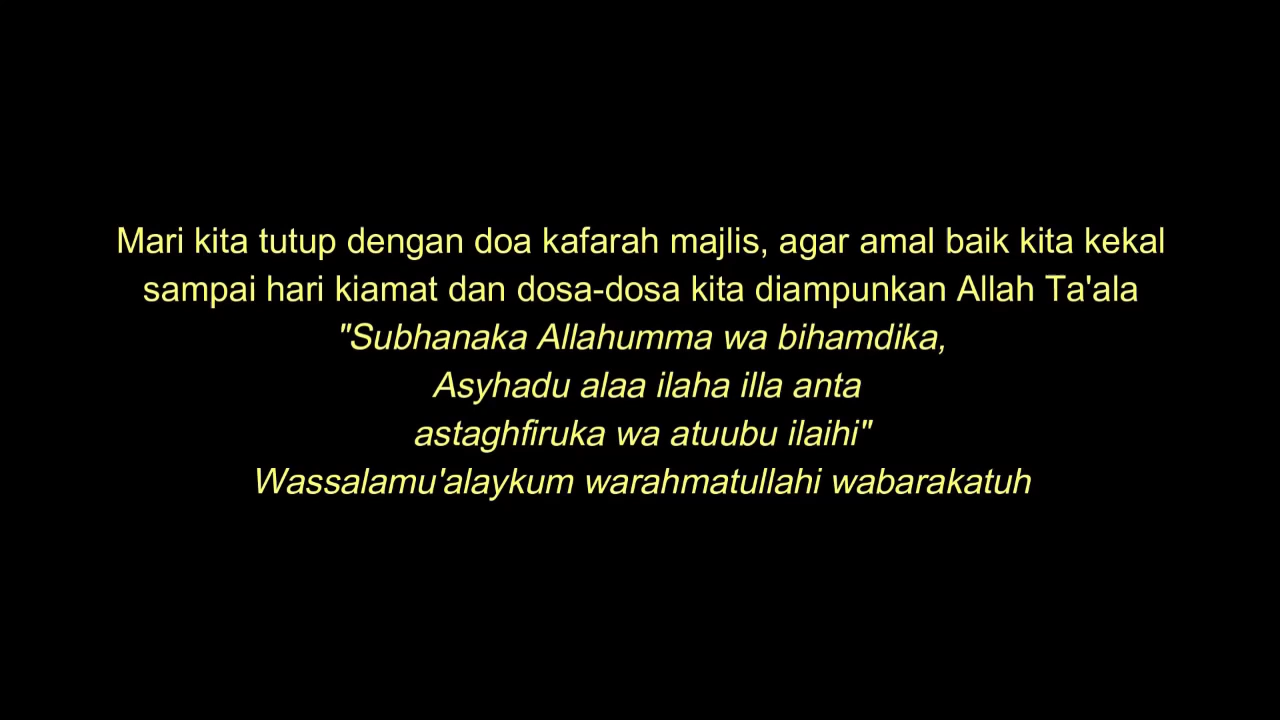 Mari kita tutup dengan doa kafarah majlis, agar amal baik kita kekal
sampai hari kiamat dan dosa-dosa kita diampunkan Allah Ta'ala
"Subhanaka Allahumma wa bihamdika,
Asyhadu alaa ilaha illa anta
astaghfiruka wa atuubu ilaihi"
Wassalamu'alaykum warahmatullahi wabarakatuh